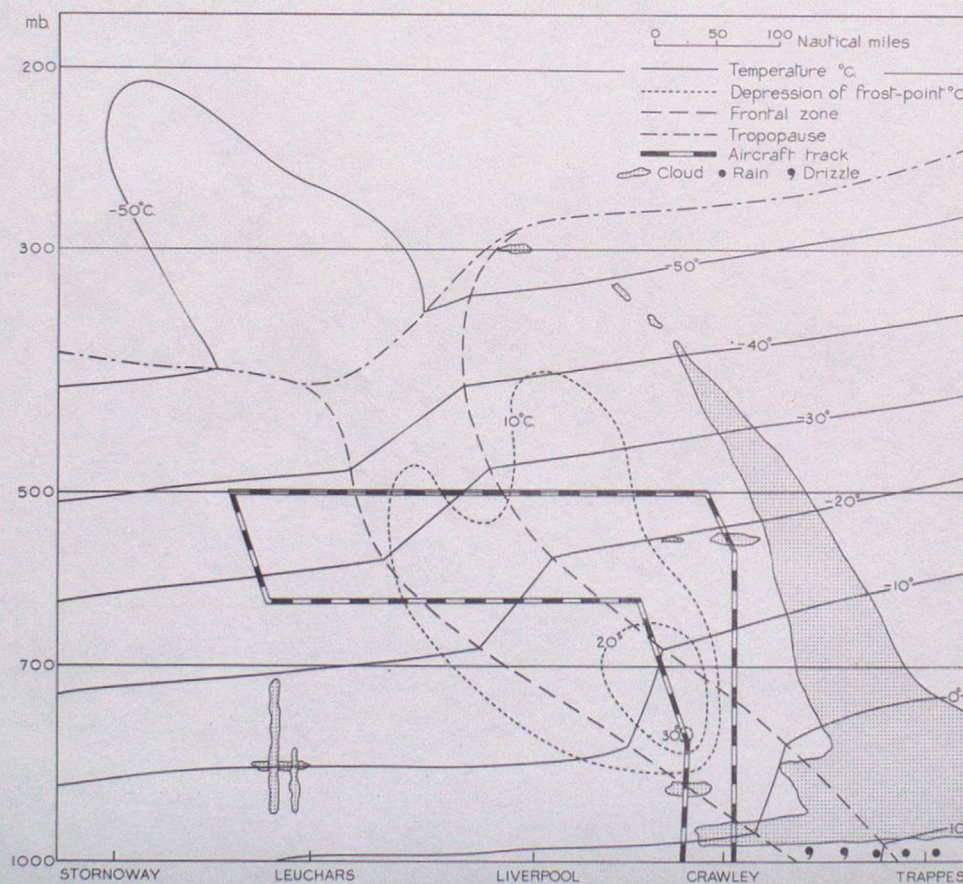 mb.
200
300
500
700
1000
0 50 100 Nautical miles
Temperature °C.
Depression of frost-point °C
Frontal zone
Tropopause
Aircraft track
Cloud Rain Drizzle
-50°C.
-50°
-40°
10°C.
-30°
-20°
-10°
20°
0°
30°
10
STORNOWAY LEUCHARS LIVERPOOL CRAWLEY TRAPPES